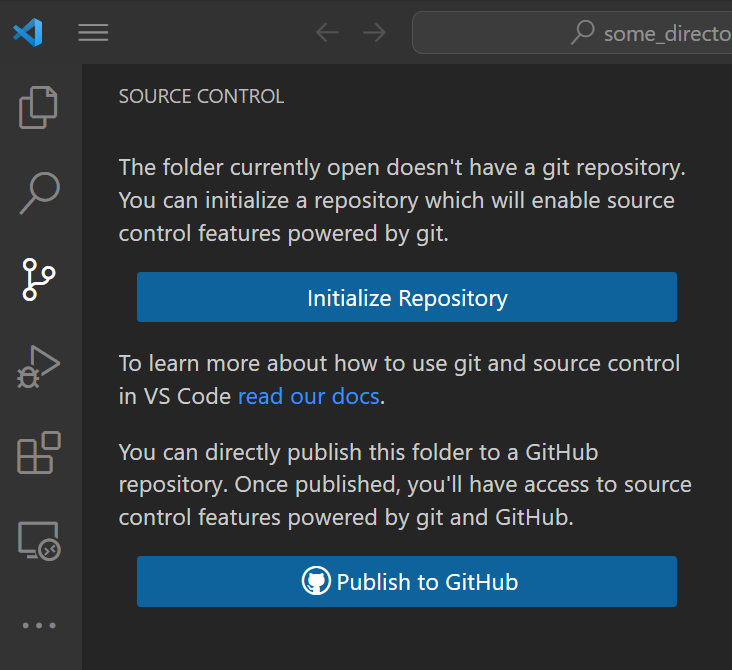 some_directo
SOURCE CONTROL
The folder currently open doesn't have a git repository.
You can initialize a repository which will enable source
control features powered by git.
Initialize Repository
To learn more about how to use git and source control
in VS Code read our docs.
You can directly publish this folder to a GitHub
repository. Once published, you'll have access to source
control features powered by git and GitHub.
Publish to GitHub